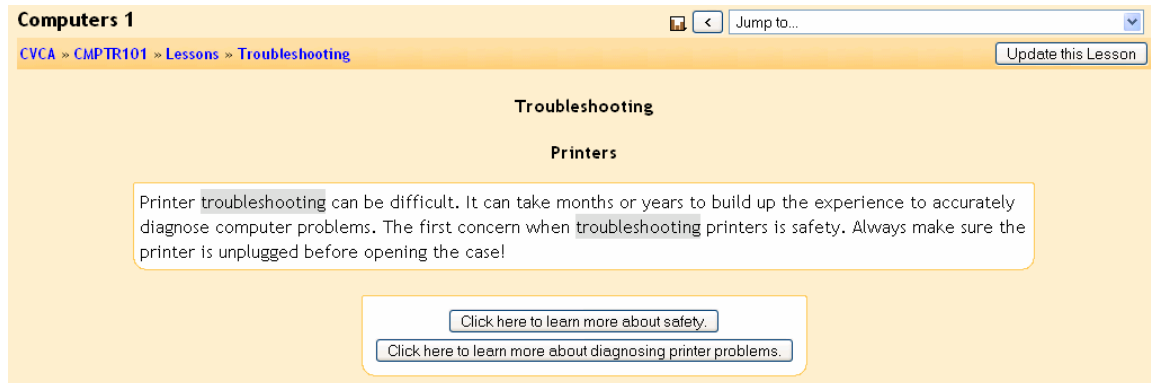 Computers 1
< Jump to...
CVCA » CMPTR101 » Lessons » Troubleshooting
Update this Lesson
Troubleshooting
Printers
Printer troubleshooting can be difficult. It can take months or years to build up the experience to accurately
diagnose computer problems. The first concern when troubleshooting printers is safety. Always make sure the
printer is unplugged before opening the case!
Click here to learn more about safety.
Click here to learn more about diagnosing printer problems.